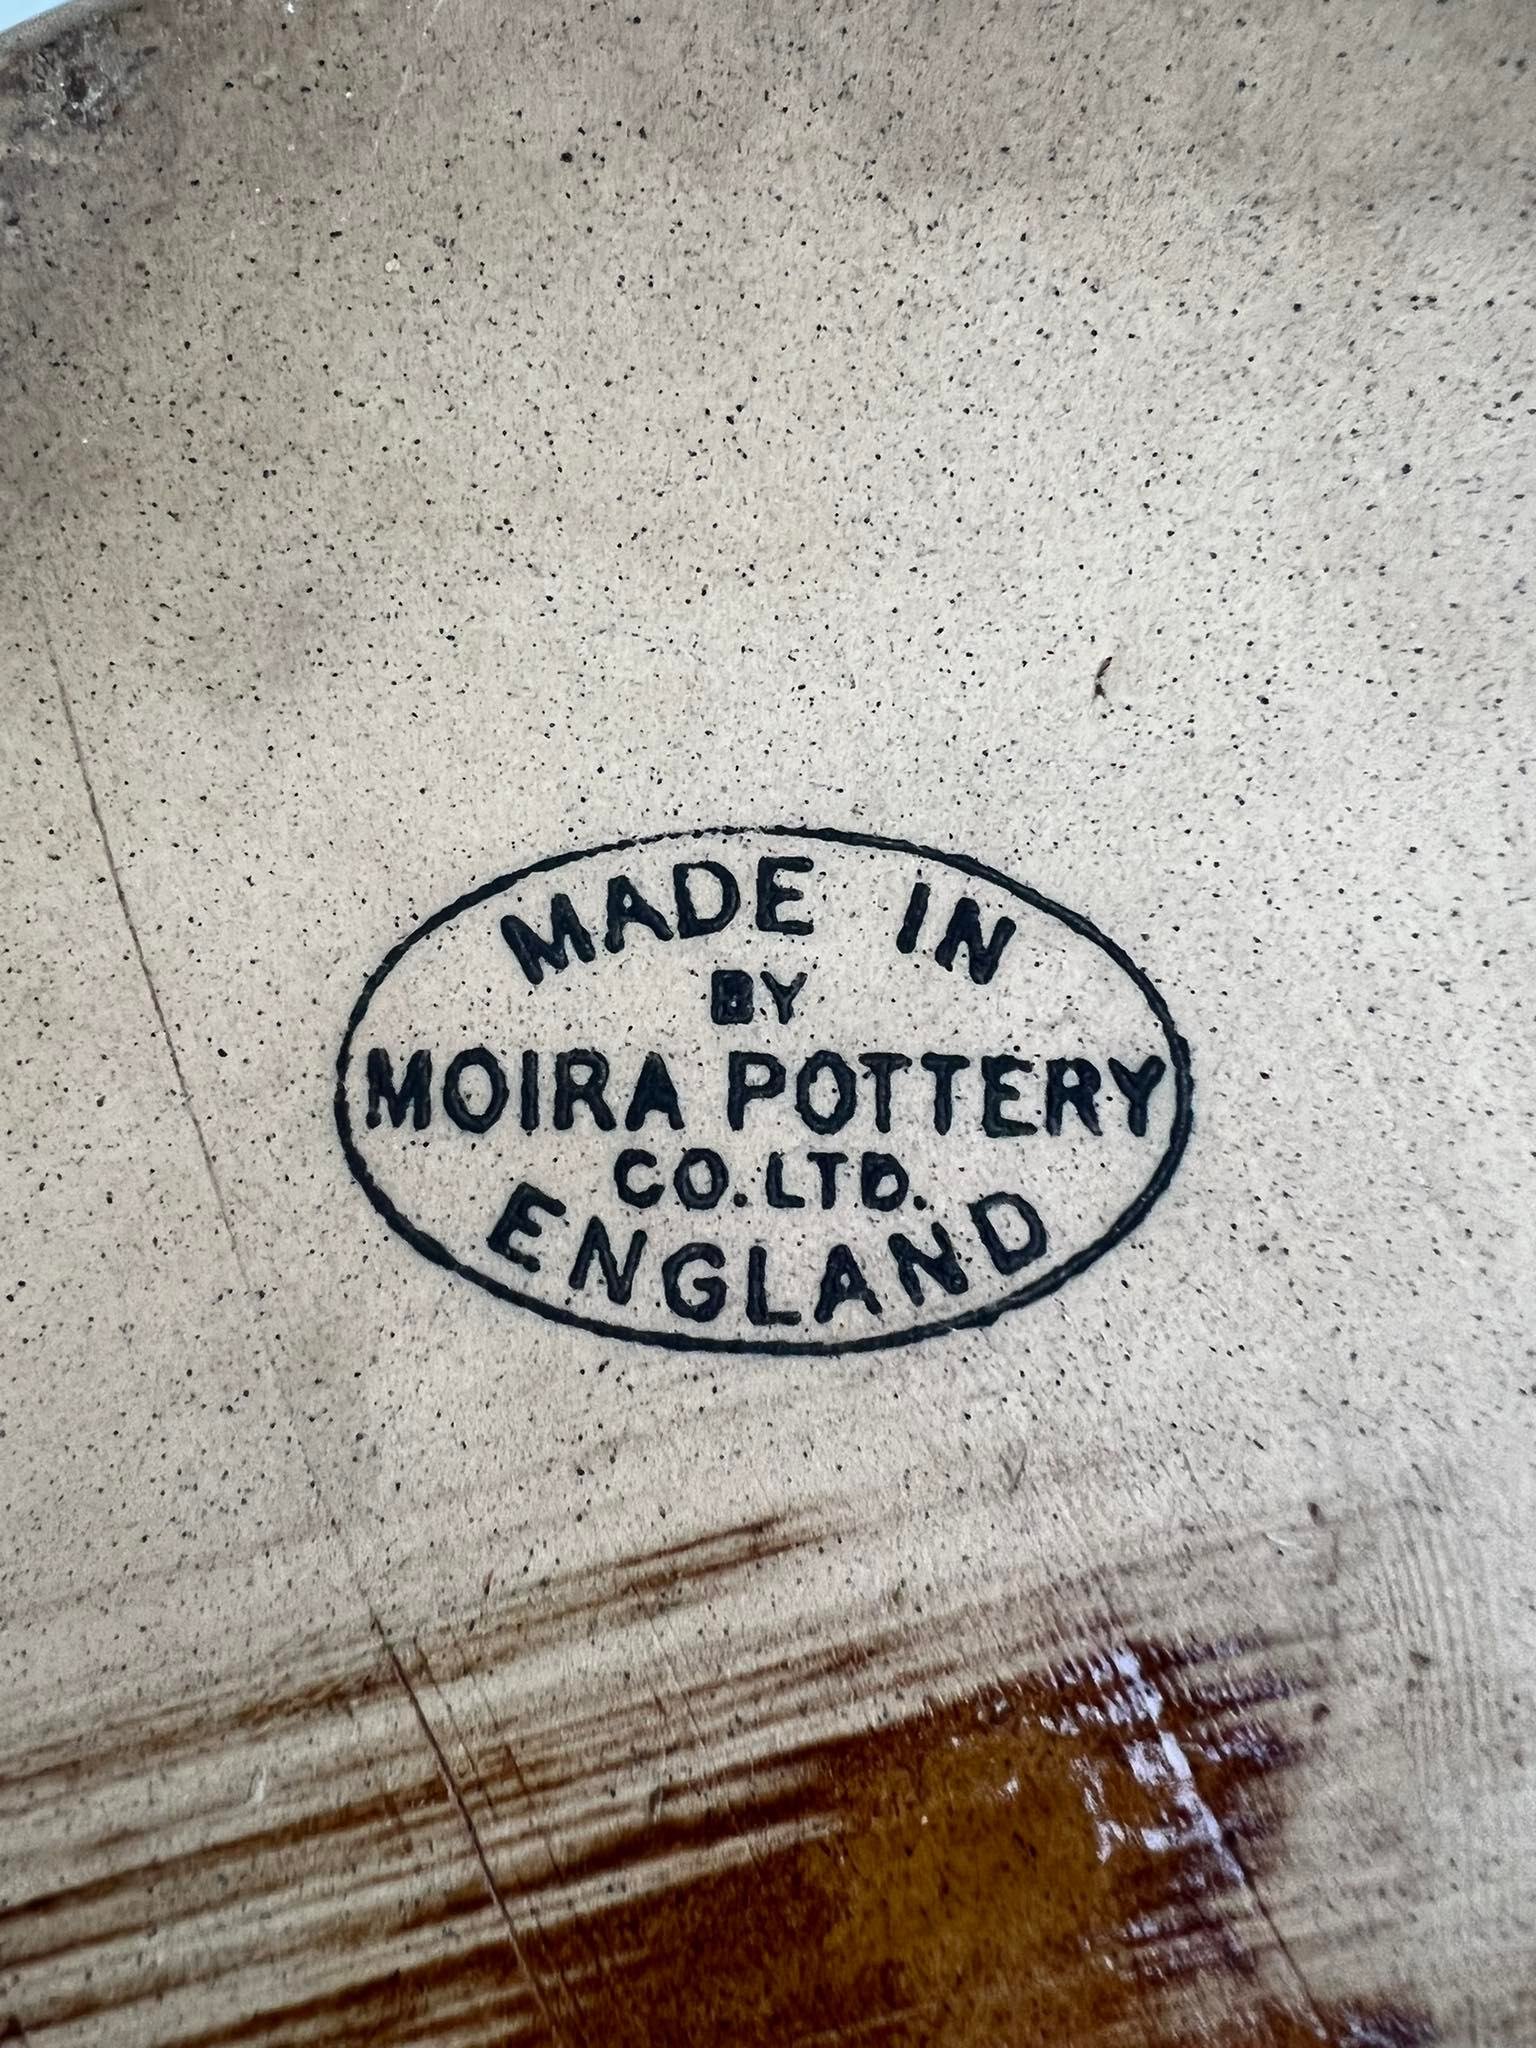 MADE IN
BY
MOIRA POTTERY
CO. LTD.
ENGLAND